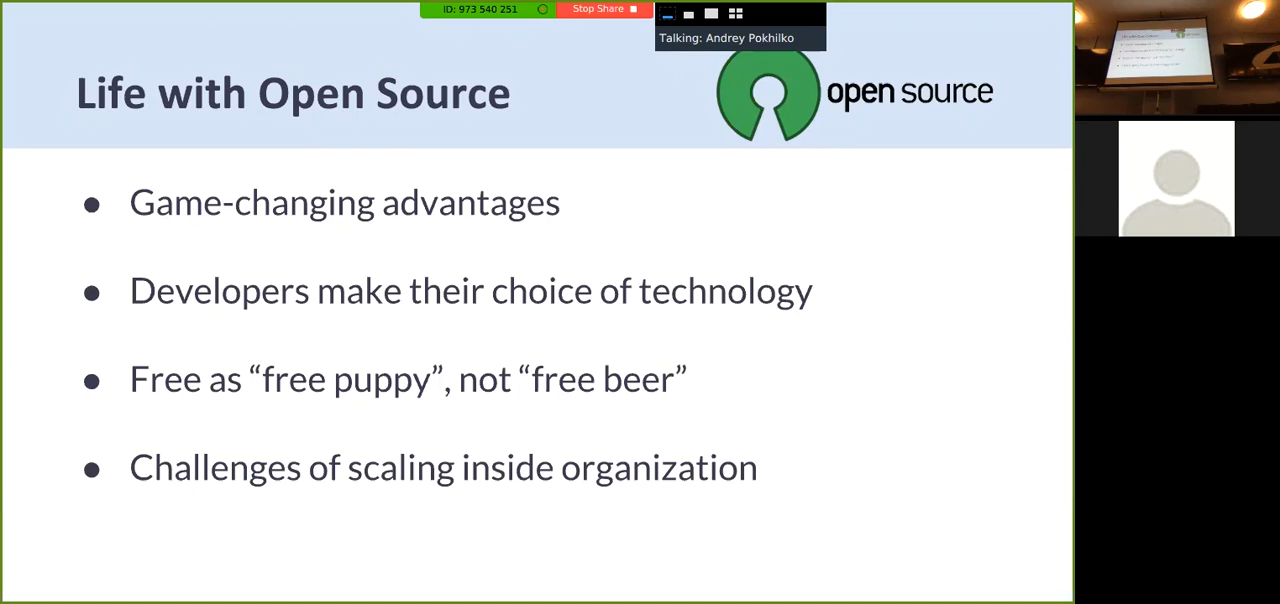 ID: 973 540 251
Stop Share
Talking: Andrey Pokhilko
Life with Open Source
open source
● Game-changing advantages
● Developers make their choice of technology
● Free as “free puppy”, not “free beer”
● Challenges of scaling inside organization